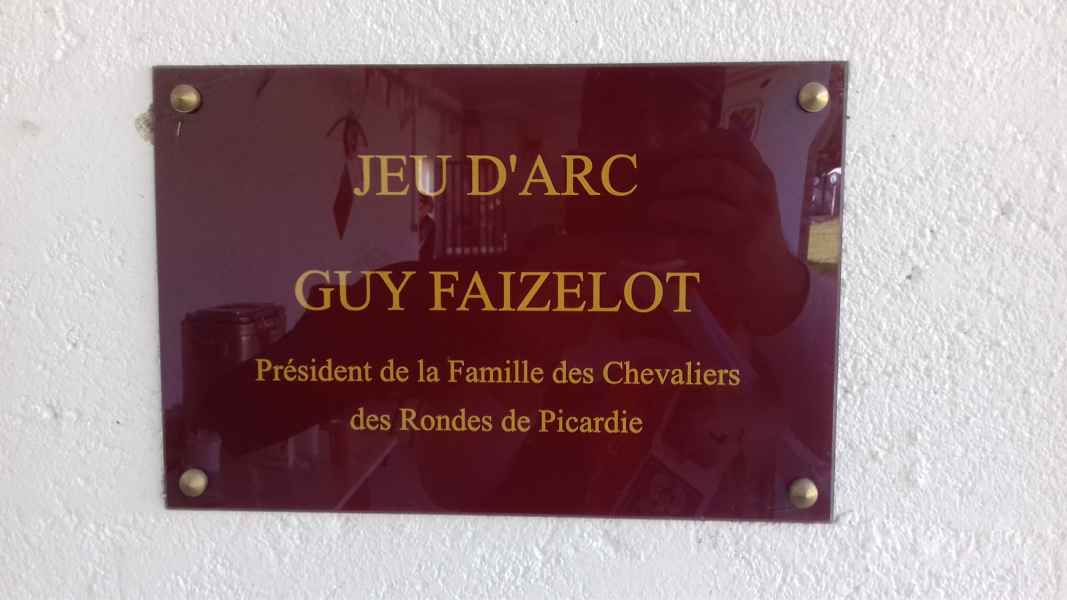 JEU D'ARC
GUY FAIZELOT
Président de la Famille des Chevaliers
des Rondes de Picardie